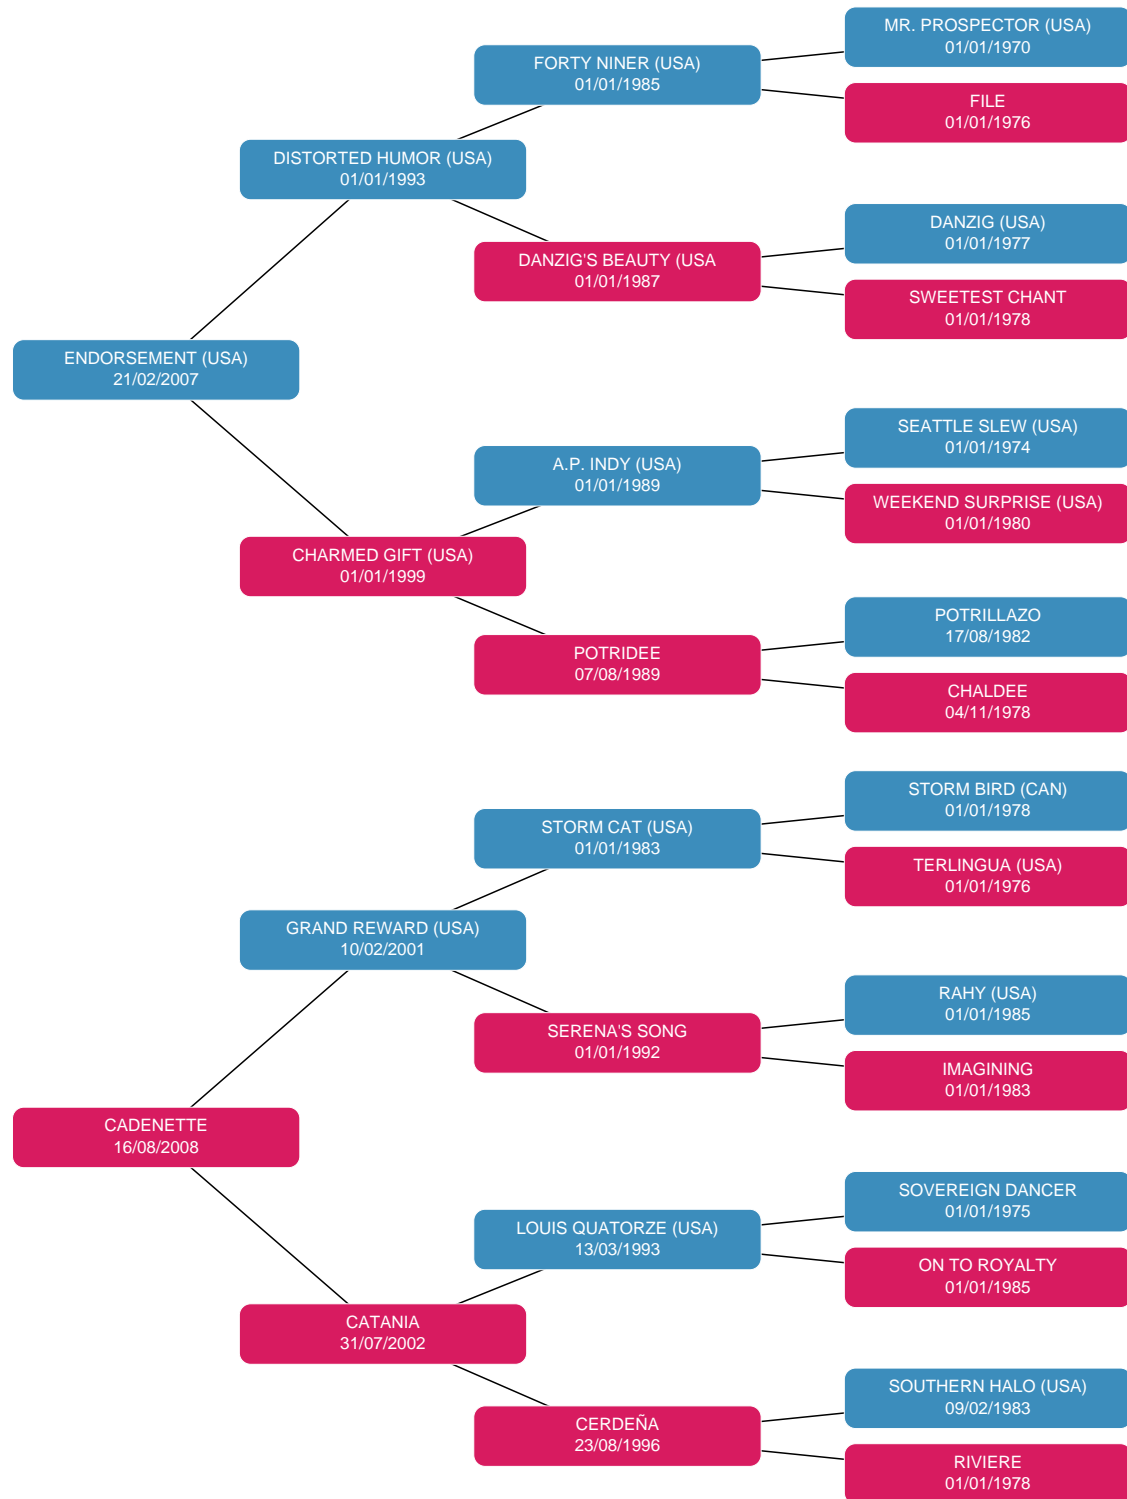 MR. PROSPECTOR (USA)
01/01/1970
FORTY NINER (USA)
01/01/1985
FILE
01/01/1976
DISTORTED HUMOR (USA)
01/01/1993
DANZIG (USA)
01/01/1977
DANZIG'S BEAUTY (USA
01/01/1987
SWEETEST CHANT
01/01/1978
ENDORSEMENT (USA)
21/02/2007
SEATTLE SLEW (USA)
01/01/1974
A.P. INDY (USA)
01/01/1989
WEEKEND SURPRISE (USA)
01/01/1980
CHARMED GIFT (USA)
01/01/1999
POTRILLAZO
17/08/1982
POTRIDEE
07/08/1989
CHALDEE
04/11/1978
STORM BIRD (CAN)
01/01/1978
STORM CAT (USA)
01/01/1983
TERLINGUA (USA)
01/01/1976
GRAND REWARD (USA)
10/02/2001
RAHY (USA)
01/01/1985
SERENA'S SONG
01/01/1992
IMAGINING
01/01/1983
CADENETTE
16/08/2008
SOVEREIGN DANCER
01/01/1975
LOUIS QUATORZE (USA)
13/03/1993
ON TO ROYALTY
01/01/1985
CATANIA
31/07/2002
SOUTHERN HALO (USA)
09/02/1983
CERDEÑA
23/08/1996
RIVIERE
01/01/1978